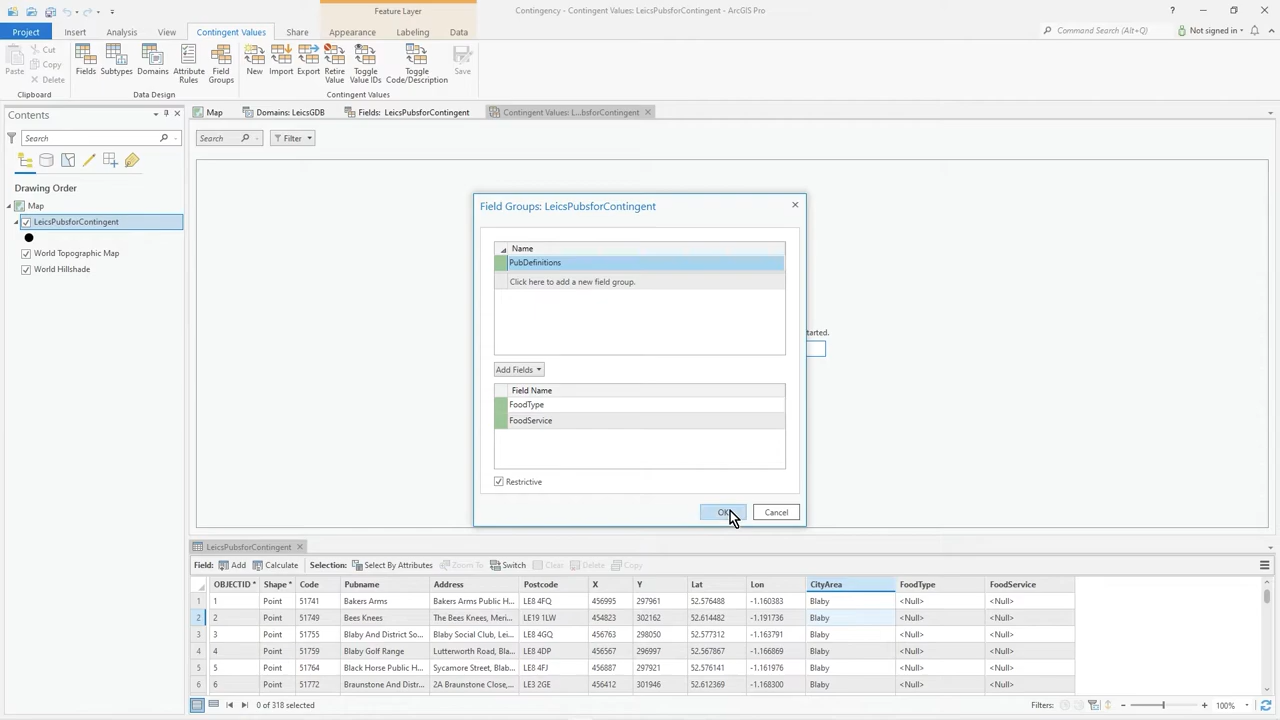 Feature Layer
Contingency - Contingent Values: LeicsPubsforContingent - ArcGIS Pro
?
Project
Insert
Analysis
View
Contingent Values
Share
Appearance
Labeling
Data
Command Search (Alt+Q)
Not signed in
Paste
Cut
Copy
Delete
Fields
Subtypes
Domains
Attribute Rules
Field Groups
New
Import
Export
Retire Value
Toggle Value IDs
Toggle Code/Description
Save
Clipboard
Data Design
Contingent Values
Contents
Search
Drawing Order
Map
LeicsPubsforContingent
World Topographic Map
World Hillshade
Map
Domains: LeicsGDB
Fields: LeicsPubsforContingent
Contingent Values: L...bsforContingent
Search
Filter
tarted.
Field Groups: LeicsPubsforContingent
Name
PubDefinitions
Click here to add a new field group.
Add Fields
Field Name
FoodType
FoodService
Restrictive
OK
Cancel
LeicsPubsforContingent
Field: Add Calculate Selection: Select By Attributes Zoom To Switch Clear Delete Copy
OBJECTID * Shape * Code Pubname Address Postcode X Y Lat Lon CityArea FoodType FoodService
1 1 Point 51741 Bakers Arms Bakers Arms Public H... LE8 4FQ 456995 297961 52.576488 -1.160383 Blaby <Null> <Null>
2 2 Point 51749 Bees Knees The Bees Knees, Meri... LE19 1LW 454823 302162 52.614482 -1.191736 Blaby <Null> <Null>
3 3 Point 51755 Blaby And District So... Blaby Social Club, Lei... LE8 4GQ 456763 298050 52.577312 -1.163791 Blaby <Null> <Null>
4 4 Point 51759 Blaby Golf Range Lutterworth Road, Bla... LE8 4DP 456567 296997 52.567867 -1.166869 Blaby <Null> <Null>
5 5 Point 51764 Black Horse Public H... Sycamore Street, Blab... LE8 4FJ 456887 297921 52.576141 -1.161976 Blaby <Null> <Null>
6 6 Point 51772 Braunstone And Distr... 2A Braunstone Close,... LE3 2GE 456412 301946 52.612369 -1.168300 Blaby <Null> <Null>
0 of 318 selected
Filters:
100%